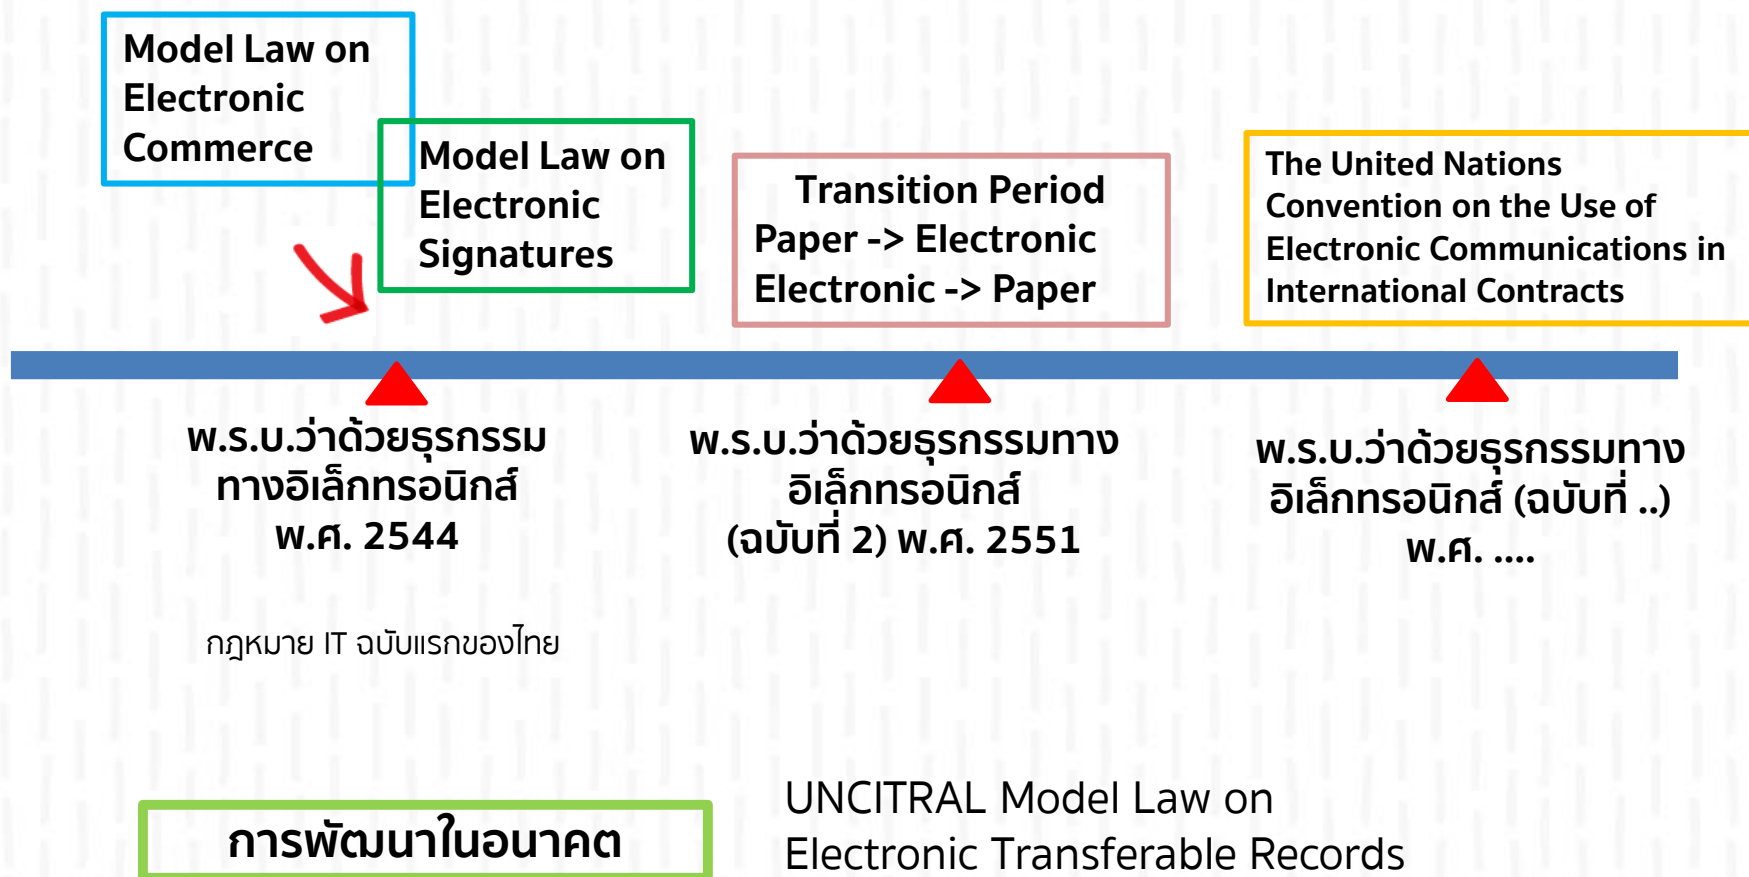 Model Law on
Electronic
Commerce
Model Law on
Electronic
Signatures
Transition Period
Paper -> Electronic
Electronic -> Paper
The United Nations
Convention on the Use of
Electronic Communications in
International Contracts
พ.ร.บ.ว่าด้วยธุรกรรม
ทางอิเล็กทรอนิกส์
พ.ศ. 2544
พ.ร.บ.ว่าด้วยธุรกรรมทาง
อิเล็กทรอนิกส์
(ฉบับที่ 2) พ.ศ. 2551
พ.ร.บ.ว่าด้วยธุรกรรมทาง
อิเล็กทรอนิกส์ (ฉบับที่ ..)
พ.ศ. ....
กฎหมาย IT ฉบับแรกของไทย
การพัฒนาในอนาคต
UNCITRAL Model Law on
Electronic Transferable Records